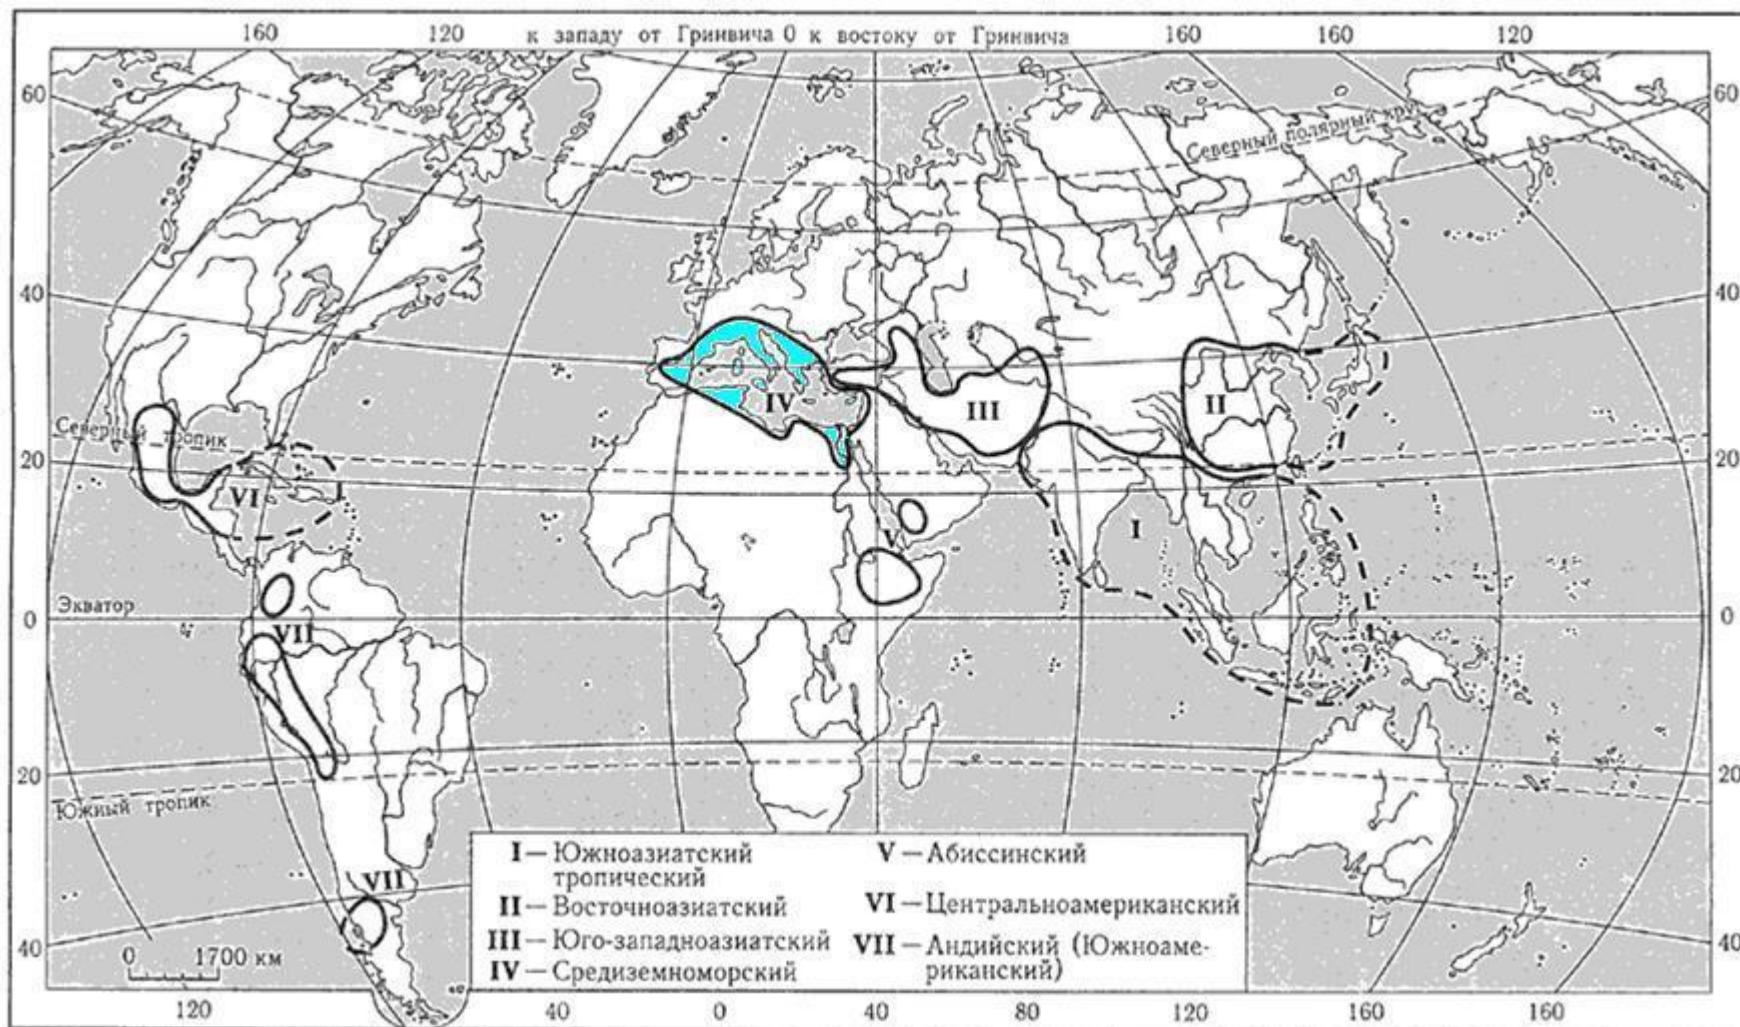 160 120 к западу от Гринвича 0 к востоку от Гринвича 160 160 120
60 60
Северный полярный круг
40 40
IV III II
Северный тропик
20 20
VI
I
V
Экватор
0 0
VII
20 20
Южный тропик
VII
I — Южноазиатский
тропический
II — Восточноазиатский
III — Юго-западноазиатский
IV — Средиземноморский
V — Абиссинский
VI — Центральноамериканский
VII — Андийский (Южноаме-
риканский)
40 40
0 1700 км
120 40 0 40 80 120 160 160